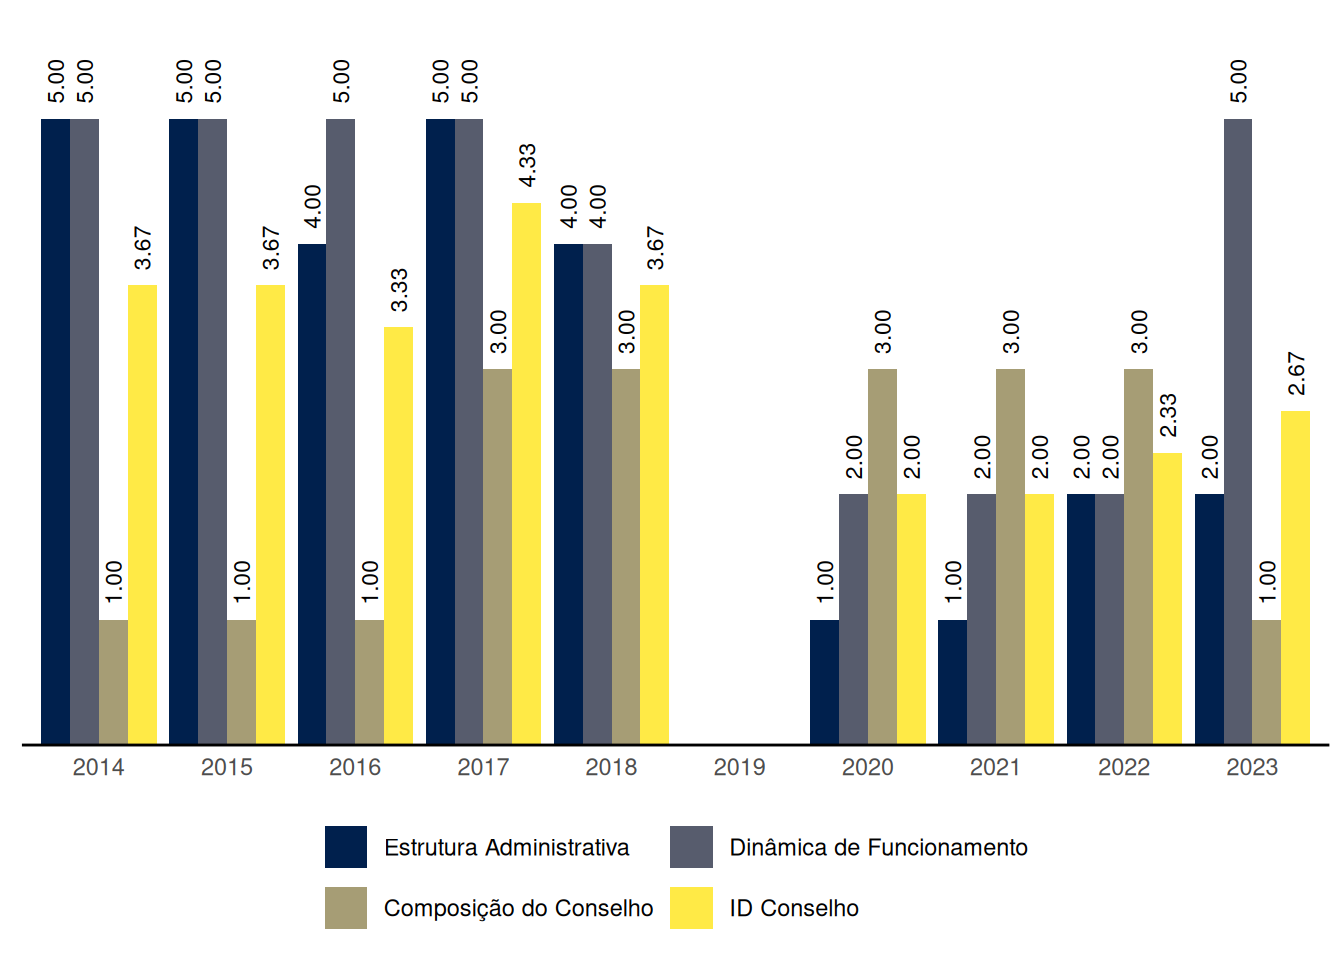 5.00 5.00 1.00 3.67 5.00 5.00 1.00 3.67 4.00 5.00 1.00 3.33 5.00 5.00 3.00 4.33 4.00 4.00 3.00 3.67 1.00 2.00 3.00 2.00 1.00 2.00 3.00 2.00 2.00 2.00 3.00 2.33 2.00 5.00 1.00 2.67
2014 2015 2016 2017 2018 2019 2020 2021 2022 2023
Estrutura Administrativa Dinâmica de Funcionamento
Composição do Conselho ID Conselho